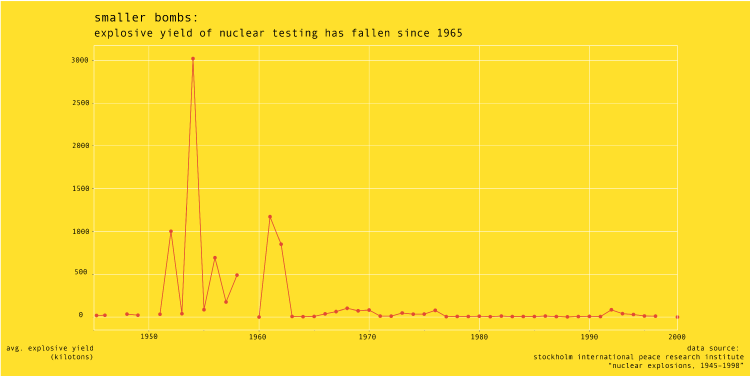 smaller bombs:
explosive yield of nuclear testing has fallen since 1965
3000
2500
2000
1500
1000
500
0
1950
1960
1970
1980
1990
2000
avg. explosive yield
(kilotons)
data source:
stockholm international peace research institute
"nuclear explosions, 1945-1998"